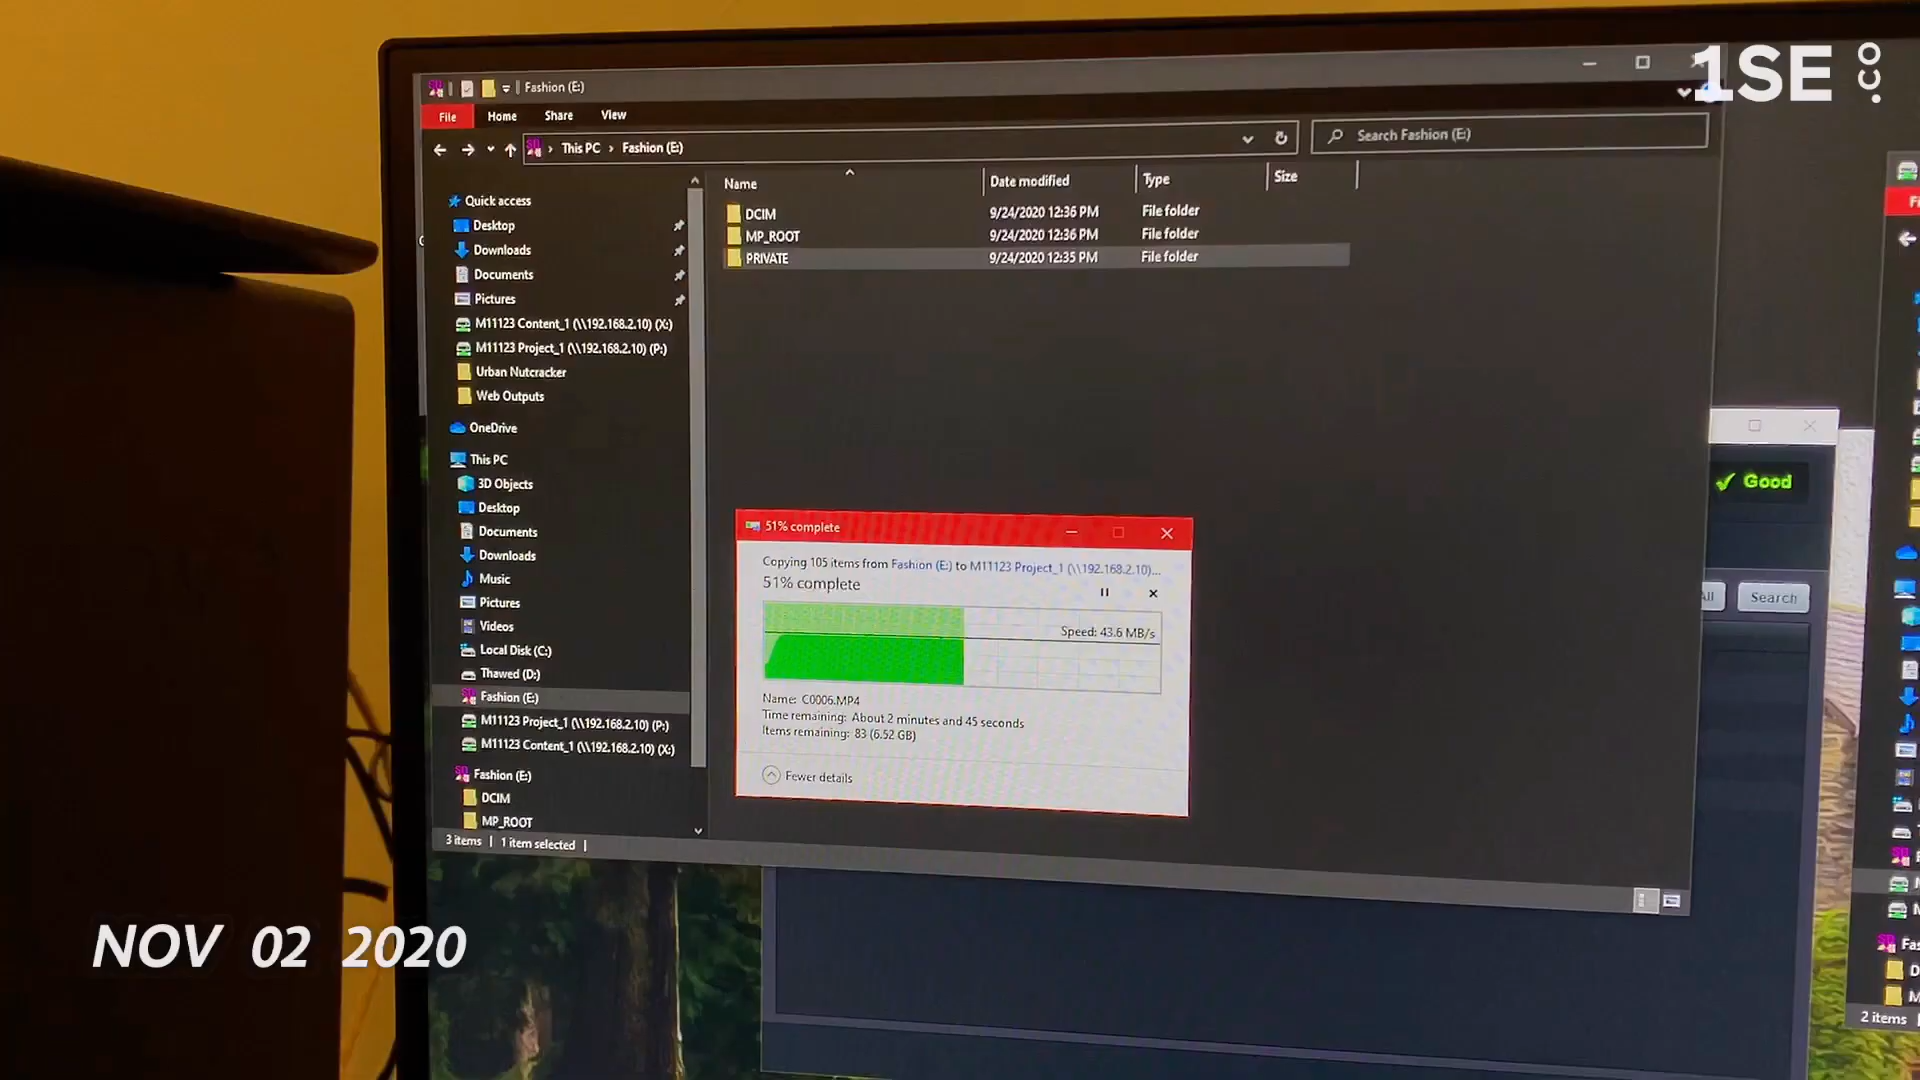 1SE .CO
Fashion (E:)
File Home Share View
This PC > Fashion (E:)
Search Fashion (E:)
Name Date modified Type Size
DCIM 9/24/2020 12:36 PM File folder
MP_ROOT 9/24/2020 12:36 PM File folder
PRIVATE 9/24/2020 12:35 PM File folder
Quick access
Desktop
Downloads
Documents
Pictures
M11123 Content_1 (\\192.168.2.10) (X:)
M11123 Project_1 (\\192.168.2.10) (P:)
Urban Nutcracker
Web Outputs
OneDrive
This PC
3D Objects
Desktop
Documents
Downloads
Music
Pictures
Videos
Local Disk (C:)
Thawed (D:)
Fashion (E:)
M11123 Project_1 (\\192.168.2.10) (P:)
M11123 Content_1 (\\192.168.2.10) (X:)
Fashion (E:)
DCIM
MP_ROOT
3 items | 1 item selected |
51% complete
Copying 105 items from Fashion (E:) to M11123 Project_1 (\\192.168.2.10)...
51% complete
Speed: 43.6 MB/s
Name: C0006.MP4
Time remaining: About 2 minutes and 45 seconds
Items remaining: 83 (6.52 GB)
Fewer details
Good
Search
2 items
NOV 02 2020